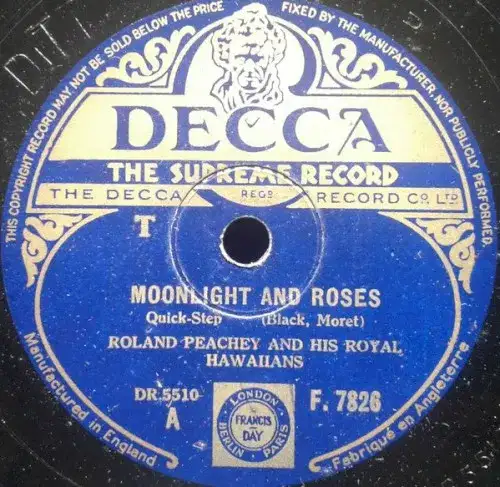 THIS COPYRIGHT RECORD MAY NOT BE SOLD BELOW THE PRICE FIXED BY THE MANUFACTURER, NOR PUBLICLY PERFORMED.
DECCA
THE SUPREME RECORD
THE DECCA REGD RECORD CO. LTD
T
MOONLIGHT AND ROSES
Quick-Step (Black, Moret)
ROLAND PEACHEY AND HIS ROYAL
HAWAIIANS
DR.5510
A
F. 7826
LONDON
FRANCIS
DAY
BERLIN PARIS
Manufactured in England
Fabriqué en Angleterre